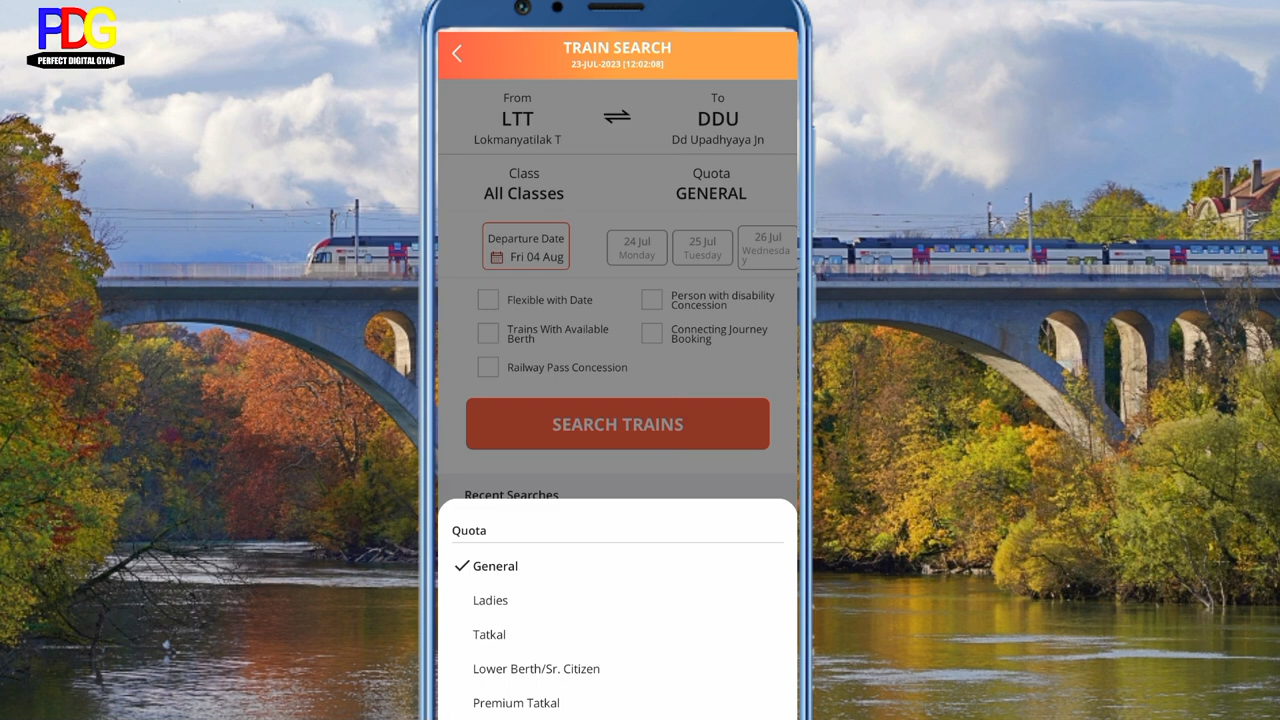 PDG
PERFECT DIGITAL GYAN
TRAIN SEARCH
23-JUL-2023 [12:02:08]
From
LTT
Lokmanyatilak T
To
DDU
Dd Upadhyaya Jn
Class
All Classes
Quota
GENERAL
Departure Date
Fri 04 Aug
24 Jul
Monday
25 Jul
Tuesday
26 Jul
Wednesda
y
Flexible with Date
Person with disability
Concession
Trains With Available
Berth
Connecting Journey
Booking
Railway Pass Concession
SEARCH TRAINS
Recent Searches
Quota
General
Ladies
Tatkal
Lower Berth/Sr. Citizen
Premium Tatkal